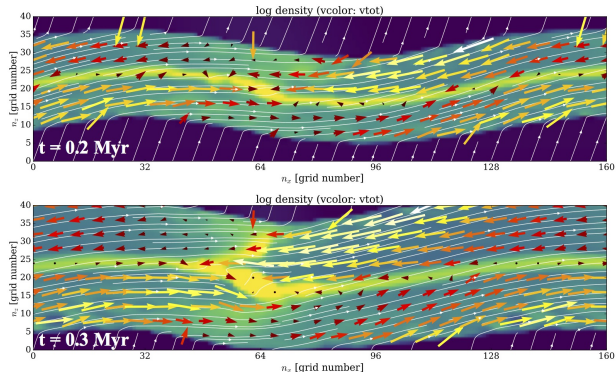 log density (vcolor: vtot)
40
35
30
25
20
15
10
5
0
n_z [grid number]
t = 0.2 Myr
0 32 64 96 128 160
n_x [grid number]
log density (vcolor: vtot)
40
35
30
25
20
15
10
5
0
n_z [grid number]
t = 0.3 Myr
0 32 64 96 128 160
n_x [grid number]